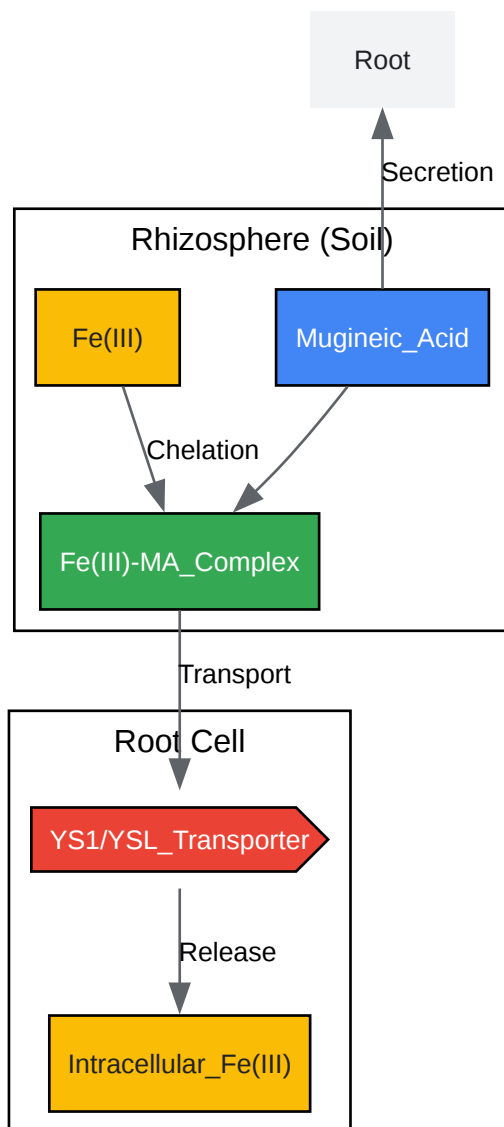 Root
Secretion
Rhizosphere (Soil)
Fe(III)
Mugineic_Acid
Chelation
Fe(III)-MA_Complex
Transport
Root Cell
YS1/YSL_Transporter
Release
Intracellular_Fe(III)